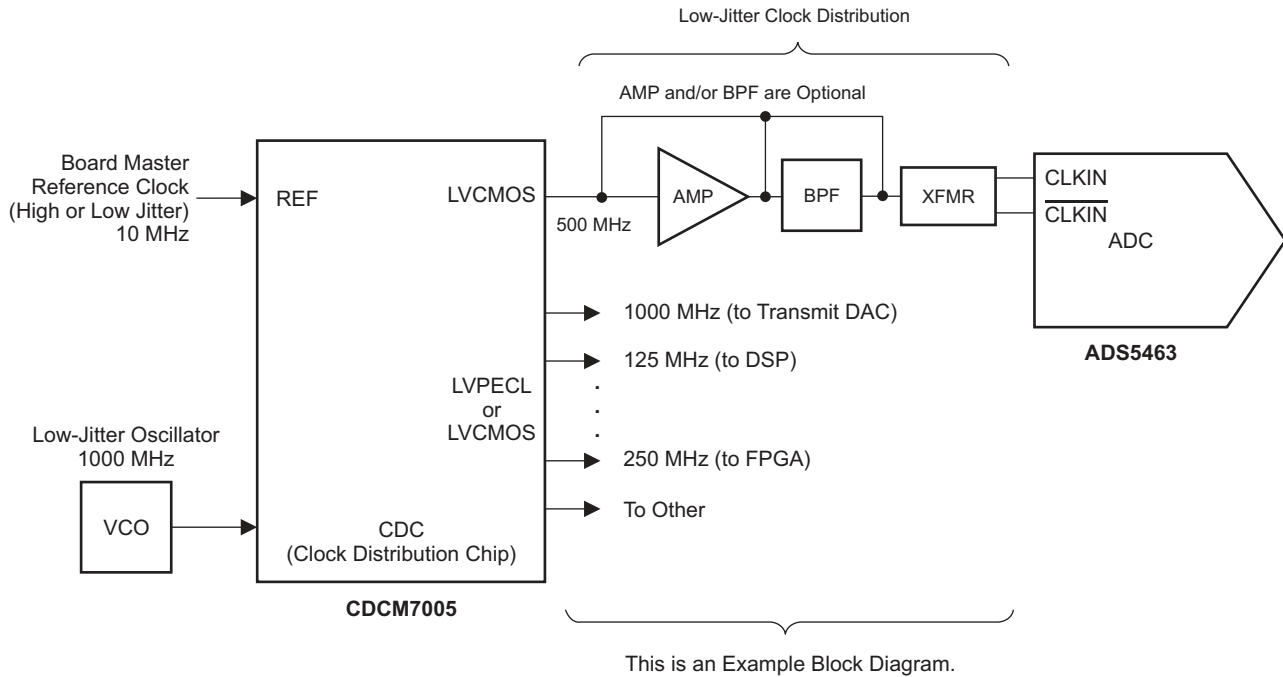 Low-Jitter Clock Distribution
AMP and/or BPF are Optional
Board Master
Reference Clock
(High or Low Jitter)
10 MHz
REF
LVCMOS
500 MHz
AMP
BPF
XFMR
CLKIN
CLKIN
ADC
ADS5463
1000 MHz (to Transmit DAC)
125 MHz (to DSP)
LVPECL
or
LVCMOS
250 MHz (to FPGA)
To Other
Low-Jitter Oscillator
1000 MHz
VCO
CDC
(Clock Distribution Chip)
CDCM7005
This is an Example Block Diagram.